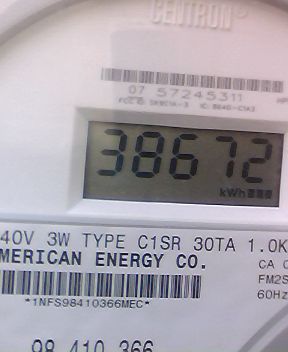 CENTRON®
07 57245311
38672
kWh
40V 3W TYPE C1SR 30TA 1.0K
MERICAN ENERGY CO.
CA
FM2S
60Hz
*1NFS98410366MEC*
98 410 366